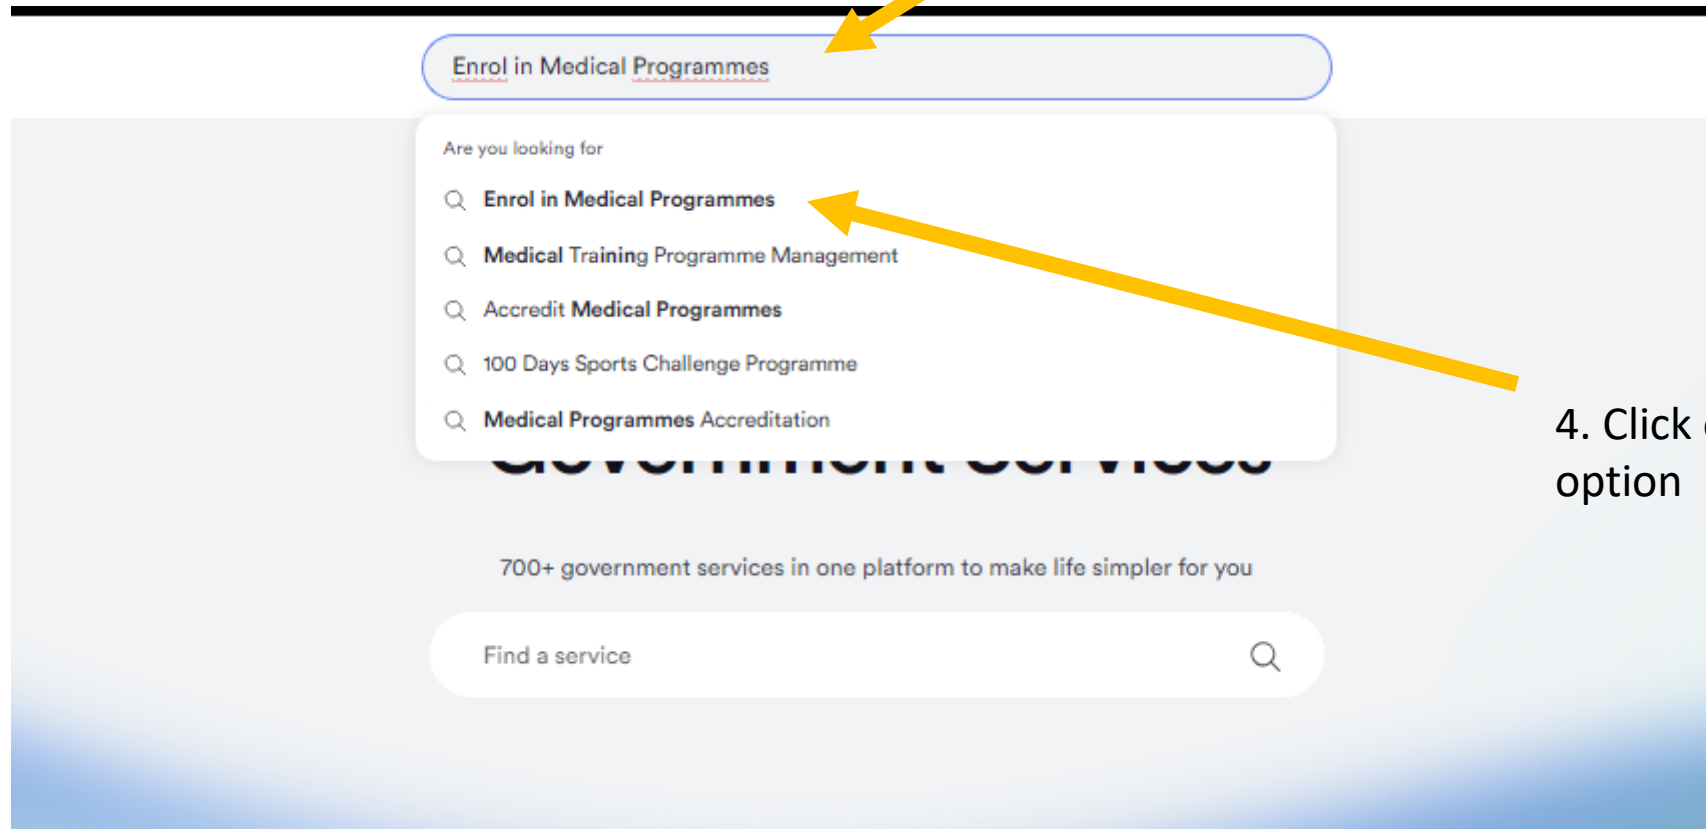 Enrol in Medical Programmes
Are you looking for
Enrol in Medical Programmes
Medical Training Programme Management
Accredit Medical Programmes
100 Days Sports Challenge Programme
Medical Programmes Accreditation
Government Services
4. Click
option
700+ government services in one platform to make life simpler for you
Find a service